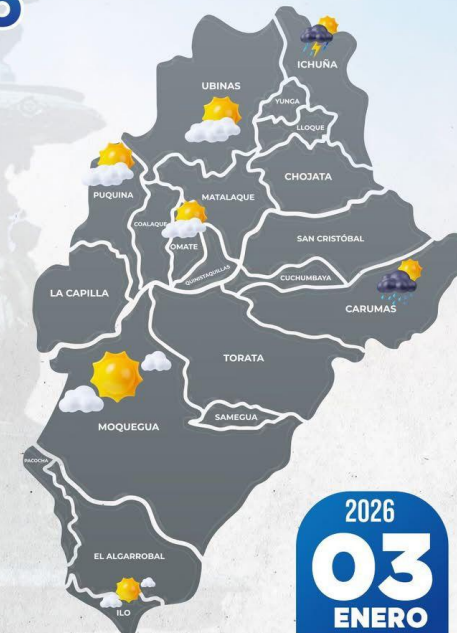 ICHUÑA
UBINAS
YUNGA
LLOQUE
CHOJATA
PUQUINA
MATALAQUE
COALAQUE
OMATE
SAN CRISTÓBAL
QUINISTAQUILLAS
CUCHUMBAYA
LA CAPILLA
CARUMAS
TORATA
SAMEGUA
MOQUEGUA
PACOCHA
EL ALGARROBAL
ILO
2026
03
ENERO